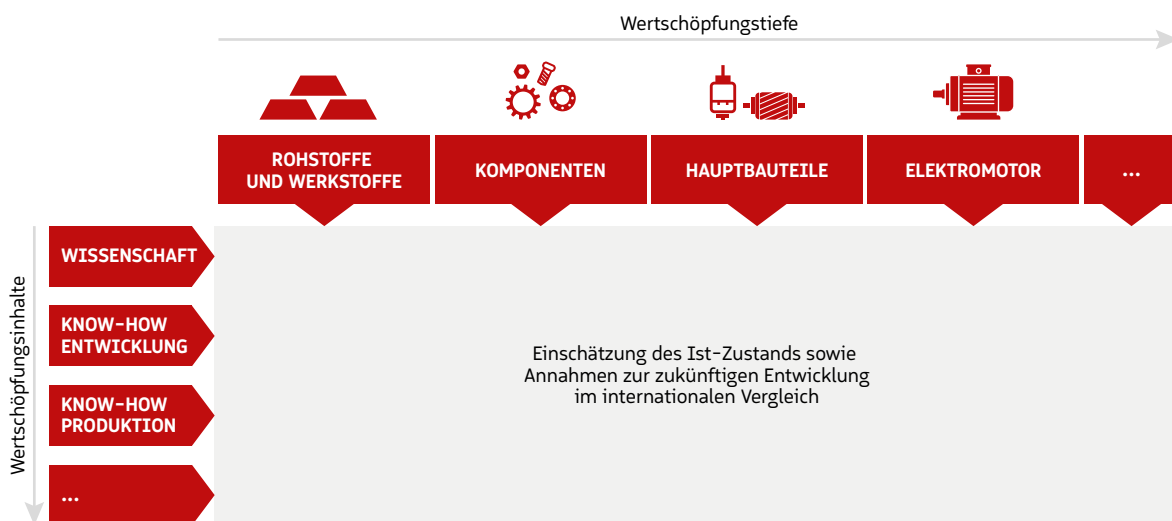 Wertschöpfungstiefe
ROHSTOFFE
UND WERKSTOFFE
KOMPONENTEN
HAUPTBAUTEILE
ELEKTROMOTOR
...
Wertschöpfungsinhalte
WISSENSCHAFT
KNOW-HOW
ENTWICKLUNG
KNOW-HOW
PRODUKTION
...
Einschätzung des Ist-Zustands sowie
Annahmen zur zukünftigen Entwicklung
im internationalen Vergleich